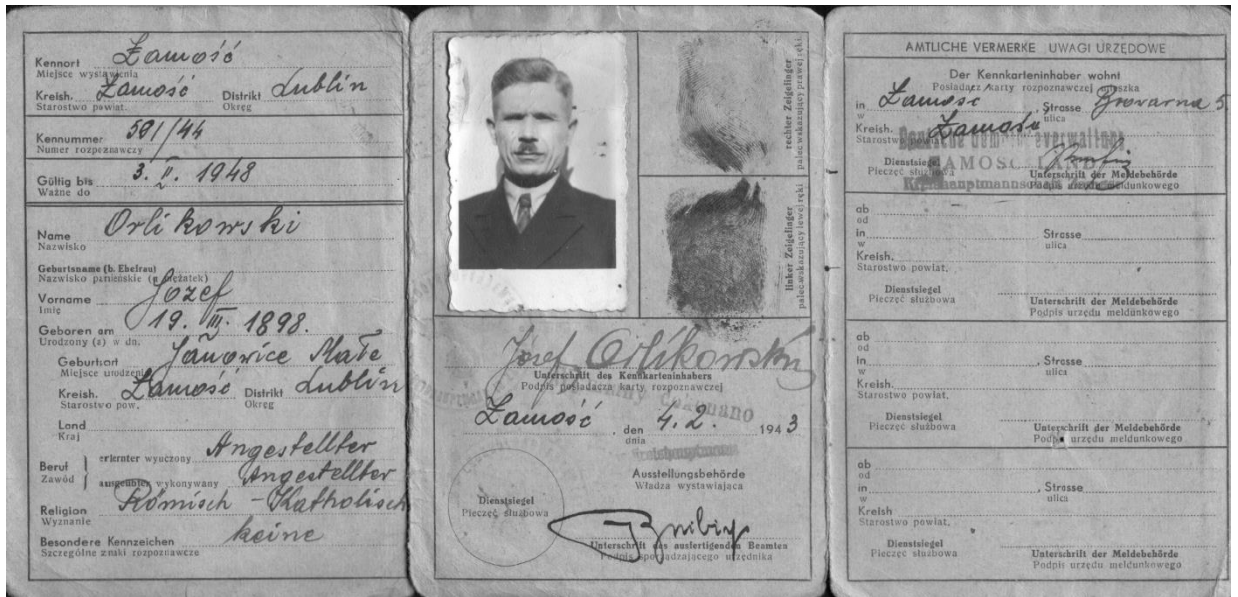 Kennort Zamość
Miejsce wystawienia
Kreish. Zamość Distrikt Lublin
Starostwo powiat. Okręg
Kennummer 581/44
Numer rozpoznawczy
Gültig bis 3. II. 1948
Ważne do
Name Orlikowski
Nazwisko
Geburtsname (b. Ehefrau)
Nazwisko panieńskie (u mężatek)
Vorname Józef
Imię
Geboren am 19. III. 1898.
Urodzony (a) w dn.
Geburtsort Janowice Małe
Miejsce urodzenia
Kreish. Zamość Distrikt Lublin
Starostwo pow. Okręg
Land
Kraj
Beruf erlernter wyuczony Angestellter
Zawód ausgeübter wykonywany Angestellter
Religion Römisch - Katholisch
Wyznanie
Besondere Kennzeichen keine
Szczególne znaki rozpoznawcze
rechter Zeigefinger
palec wskazujący prawej ręki
linker Zeigefinger
palec wskazujący lewej ręki
Józef Orlikowski
Unterschrift des Kennkarteninhabers
Podpis posiadacza karty rozpoznawczej
Zamość, den 4. 2. 1943
dnia
Kreishauptmann
Ausstellungsbehörde
Władza wystawiająca
Dienstsiegel
Pieczęć służbowa
Unterschrift des ausfertigenden Beamten
Podpis sporządzającego urzędnika
AMTLICHE VERMERKE UWAGI URZĘDOWE
Der Kennkarteninhaber wohnt
Posiadacz karty rozpoznawczej mieszka
in Zamość, Strasse Browarna 5
w ulica
Kreish. Zamość
Starostwo powiat.
ZAMOSC LAND
Dienstsiegel
Pieczęć służbowa
Unterschrift der Meldebehörde
Podpis urzędu meldunkowego
ab
od
in , Strasse
w ulica
Kreish.
Starostwo powiat.
Dienstsiegel
Pieczęć służbowa
Unterschrift der Meldebehörde
Podpis urzędu meldunkowego
ab
od
in , Strasse
w ulica
Kreish.
Starostwo powiat.
Dienstsiegel
Pieczęć służbowa
Unterschrift der Meldebehörde
Podpis urzędu meldunkowego
ab
od
in , Strasse
w ulica
Kreish
Starostwo powiat.
Dienstsiegel
Pieczęć służbowa
Unterschrift der Meldebehörde
Podpis urzędu meldunkowego